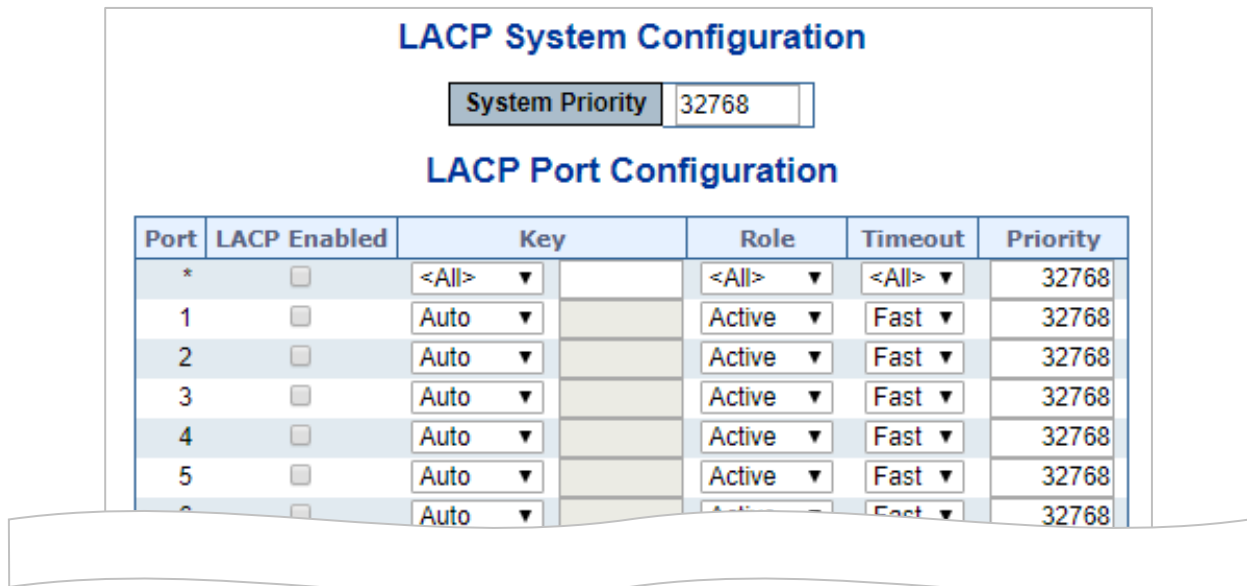 LACP System Configuration
System Priority 32768
LACP Port Configuration
Port LACP Enabled Key Role Timeout Priority
* <All> ▼ <All> ▼ <All> ▼ 32768
1 Auto ▼ Active ▼ Fast ▼ 32768
2 Auto ▼ Active ▼ Fast ▼ 32768
3 Auto ▼ Active ▼ Fast ▼ 32768
4 Auto ▼ Active ▼ Fast ▼ 32768
5 Auto ▼ Active ▼ Fast ▼ 32768
Auto ▼ Fast ▼ 32768